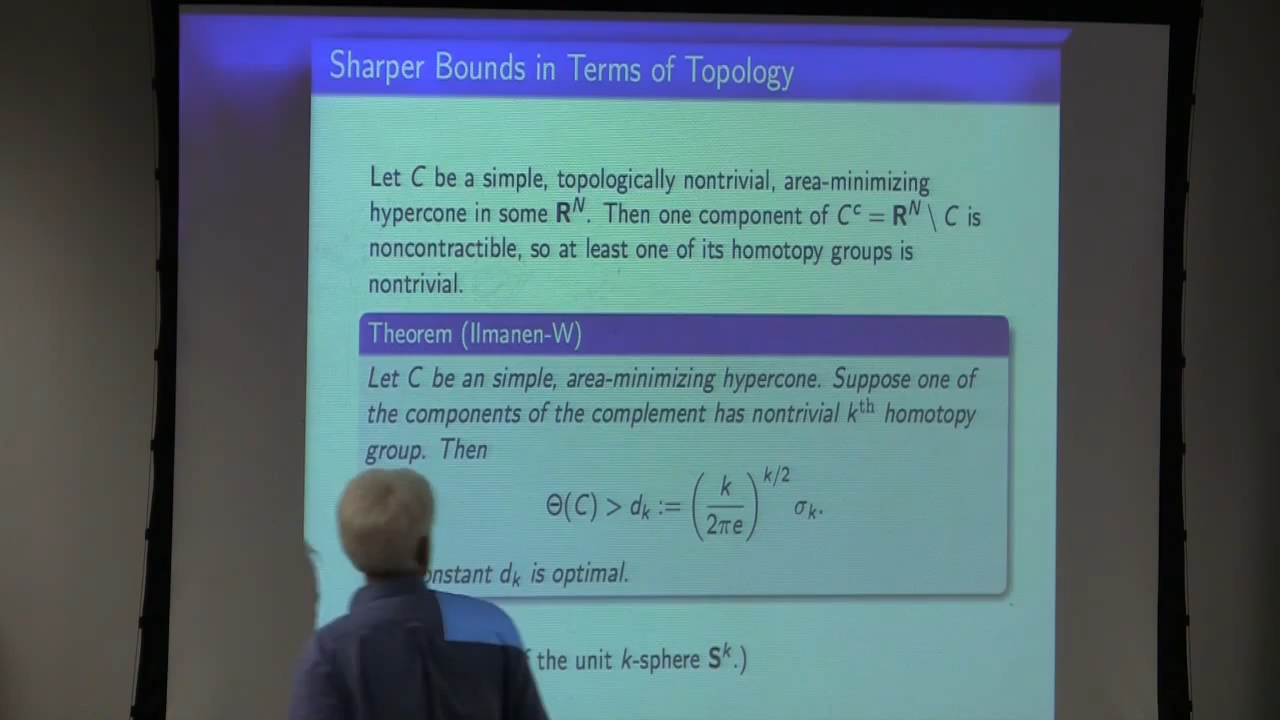 Sharper Bounds in Terms of Topology
Let C be a simple, topologically nontrivial, area-minimizing
hypercone in some R^N. Then one component of C^c = R^N \ C is
noncontractible, so at least one of its homotopy groups is
nontrivial.
Theorem (Ilmanen-W)
Let C be an simple, area-minimizing hypercone. Suppose one of
the components of the complement has nontrivial k^th homotopy
group. Then
Θ(C) > d_k := (k/2πe)^{k/2} σ_k.
onstant d_k is optimal.
the unit k-sphere S^k.)